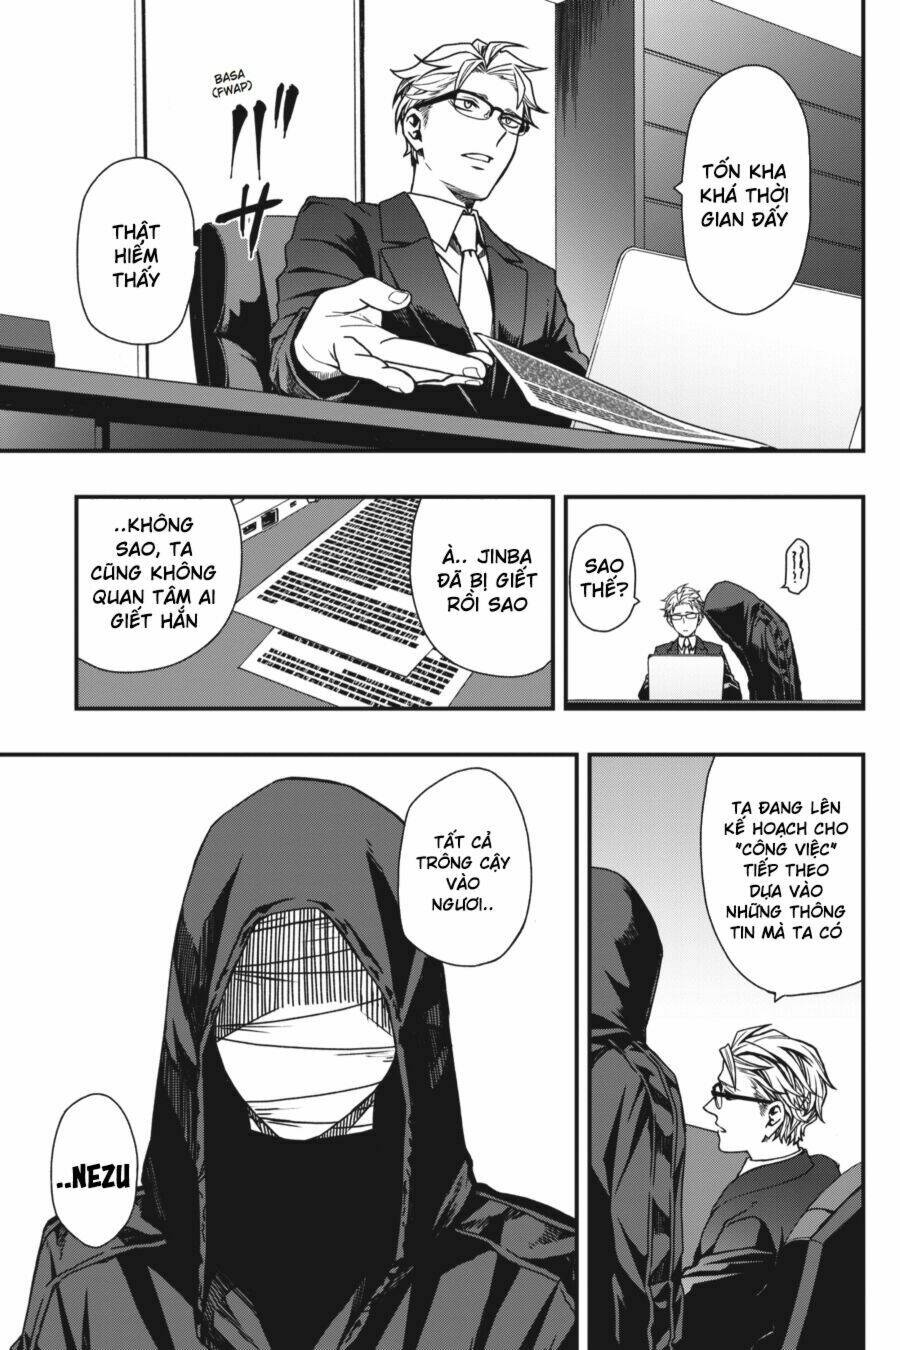 TỐN KHA
KHÁ THỜI
GIAN ĐẤY
BASA
(FWAP)
バサ
THẬT
HIẾM
THẤY
SAO
THẾ?
À.. JINBA
ĐÃ BỊ GIẾT
RỒI SAO
..KHÔNG
SAO, TA
CŨNG KHÔNG
QUAN TÂM AI
GIẾT HẮN
TA ĐANG LÊN
KẾ HOẠCH CHO
"CÔNG VIỆC"
TIẾP THEO
DỰA VÀO
NHỮNG THÔNG
TIN MÀ TA CÓ
TẤT CẢ
TRÔNG CẬY
VÀO
NGƯƠI..
..NEZU